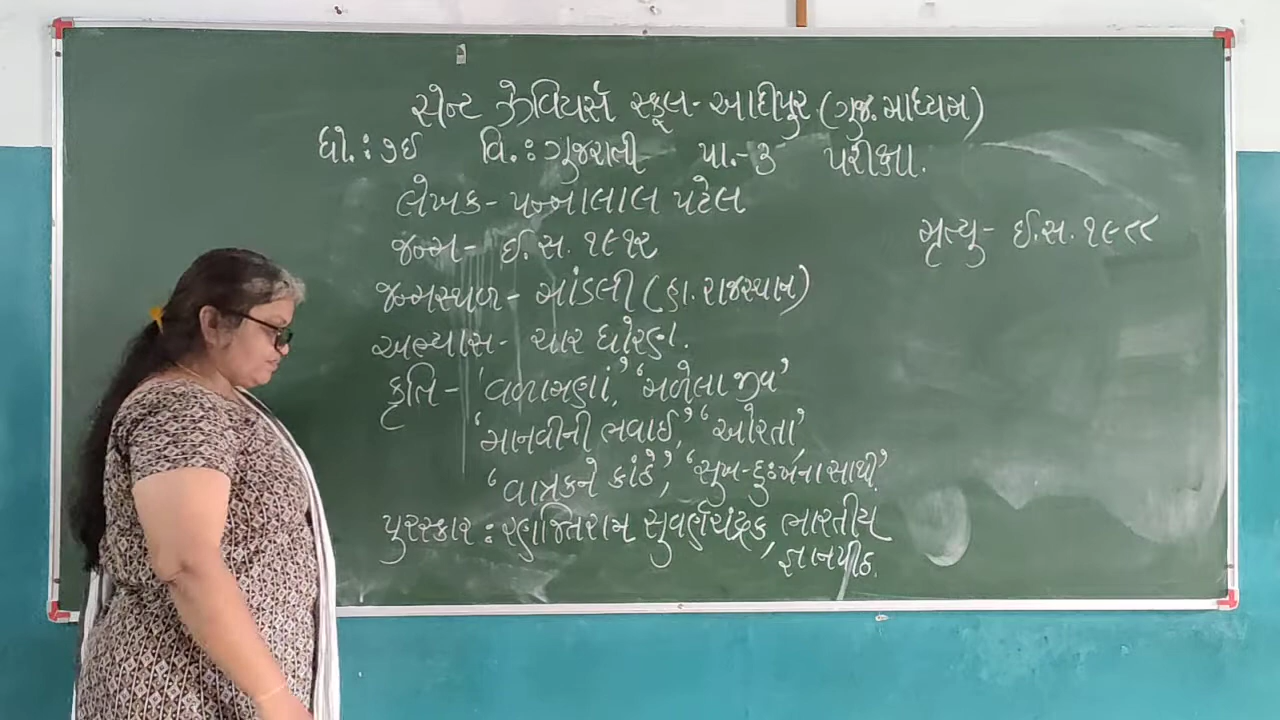 સેન્ટ ઝેવિયર્સ સ્કૂલ - આદીપુર (ગુજ. માધ્યમ)
ધો. : ૭ઈ વિ. : ગુજરાતી પા.-૩ પરીક્ષા.
લેખક - પન્નાલાલ પટેલ
જન્મ - ઈ.સ. ૧૯૧૨ મૃત્યુ - ઈ.સ. ૧૯૮૮
જન્મસ્થળ - માંડલી (હા. રાજસ્થાન)
અભ્યાસ - ચાર ધોરણ.
કૃતિ - 'વળામણાં,' 'મળેલા જીવ'
'માનવીની ભવાઈ,' 'ઓરતા',
'વાત્રકને કાંઠે', 'સુખ-દુઃખના સાથી'.
પુરસ્કાર : રણજિતરામ સુવર્ણચંદ્રક, ભારતીય
જ્ઞાનપીઠ.